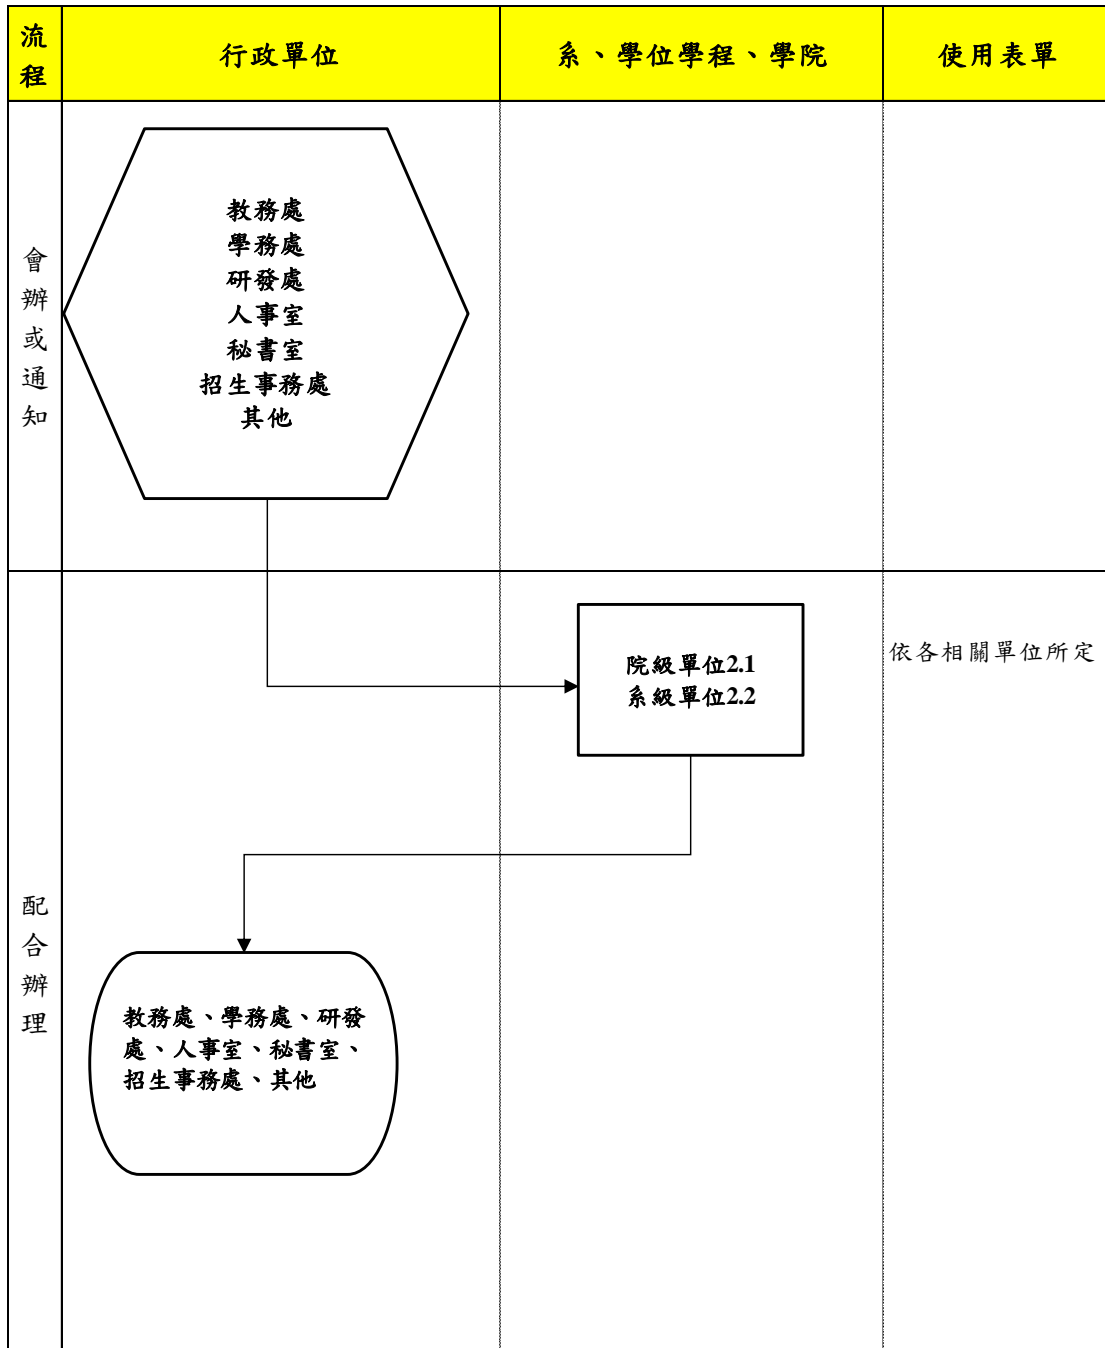 流程
行政單位
系、學位學程、學院
使用表單
會辦或通知
教務處
學務處
研發處
人事室
秘書室
招生事務處
其他
配合辦理
院級單位2.1
系級單位2.2
依各相關單位所定
教務處、學務處、研發
處、人事室、秘書室、
招生事務處、其他